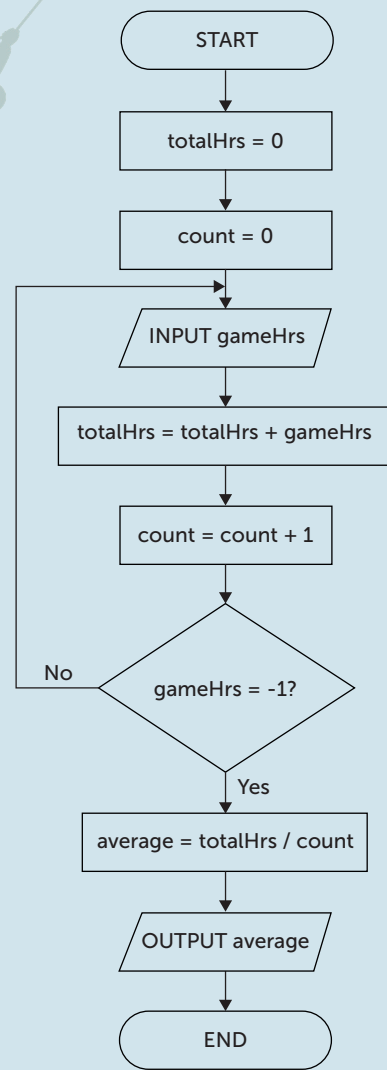 START
totalHrs = 0
count = 0
INPUT gameHrs
totalHrs = totalHrs + gameHrs
count = count + 1
gameHrs = -1?
No
Yes
average = totalHrs / count
OUTPUT average
END